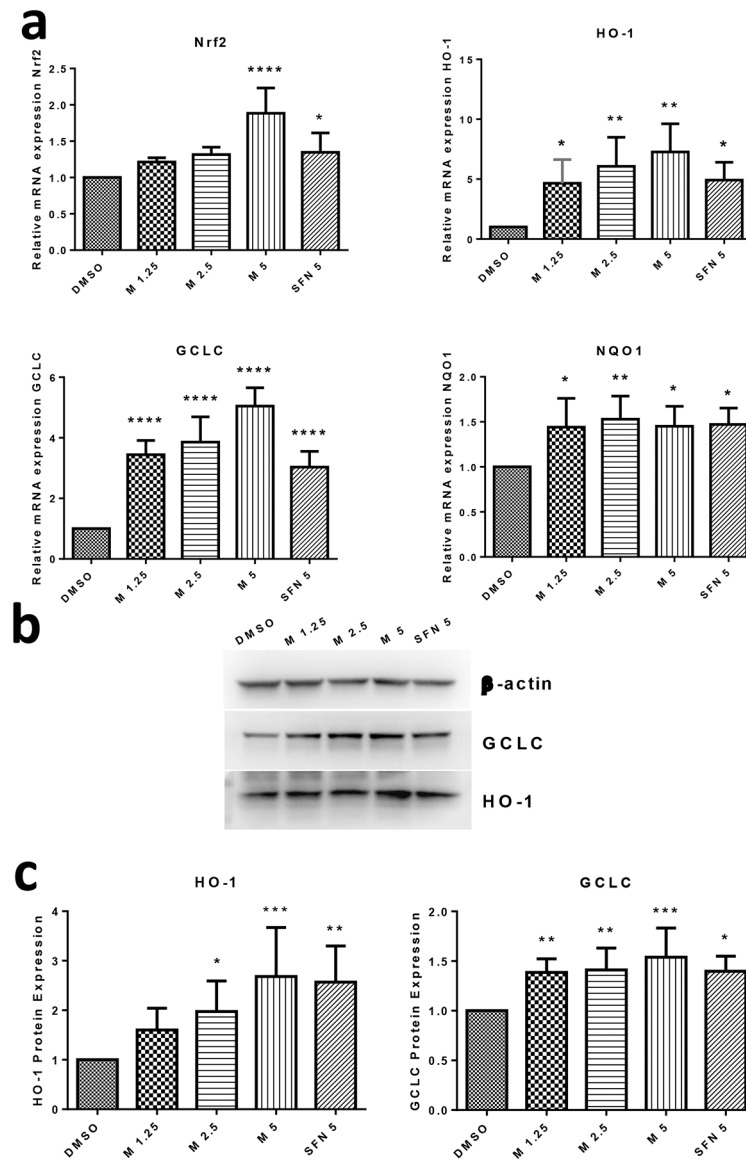 a
Nrf2
Relative mRNA expression Nrf2
2.5
2.0
1.5
1.0
0.5
0.0
****
*
DMSO
M 1.25
M 2.5
M 5
SFN 5
HO-1
Relative mRNA expression HO-1
15
10
5
0
*
**
**
*
DMSO
M 1.25
M 2.5
M 5
SFN 5
GCLC
Relative mRNA expression GCLC
6
4
2
0
****
****
****
****
DMSO
M 1.25
M 2.5
M 5
SFN 5
NQO1
Relative mRNA expression NQO1
2.0
1.5
1.0
0.5
0.0
*
**
*
*
DMSO
M 1.25
M 2.5
M 5
SFN 5
b
DMSO M 1.25 M 2.5 M 5 SFN 5
β-actin
GCLC
HO-1
c
HO-1
HO-1 Protein Expression
4
3
2
1
0
*
***
**
DMSO
M 1.25
M 2.5
M 5
SFN 5
GCLC
GCLC Protein Expression
2.0
1.5
1.0
0.5
0.0
**
**
***
*
DMSO
M 1.25
M 2.5
M 5
SFN 5